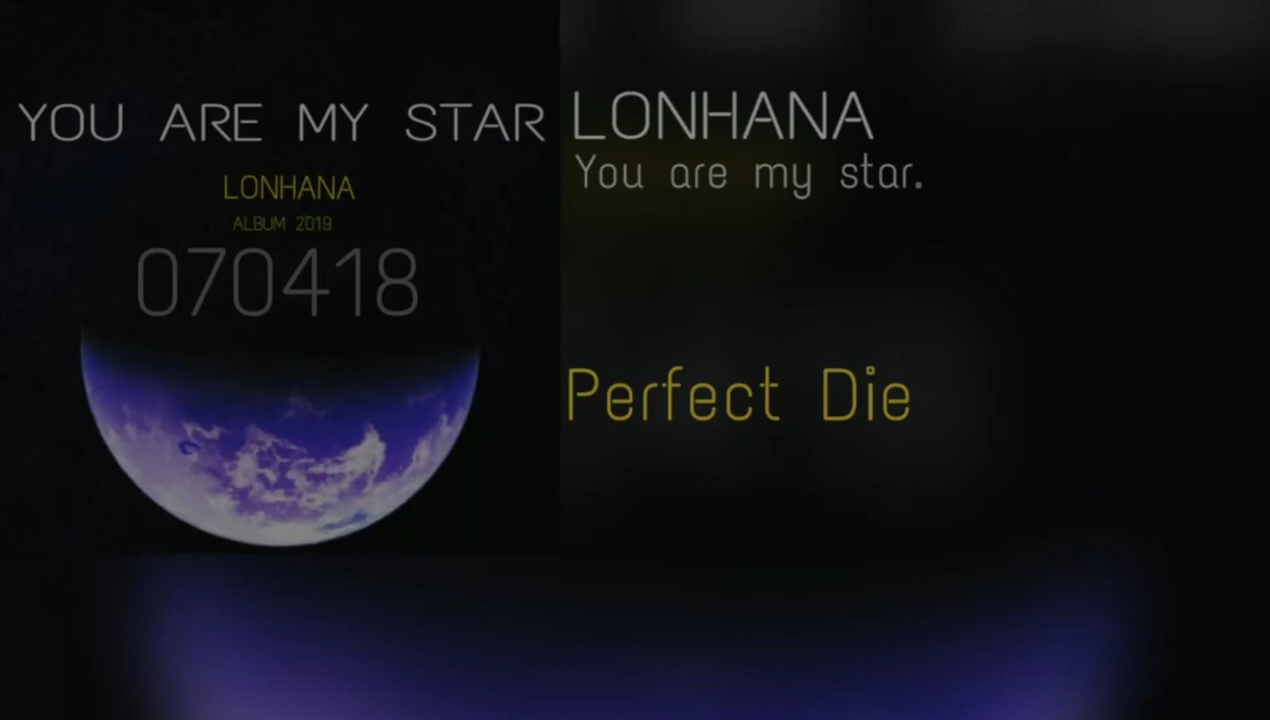 YOU ARE MY STAR
LONHANA
ALBUM 2019
070418
LONHANA
You are my star.
Perfect Die